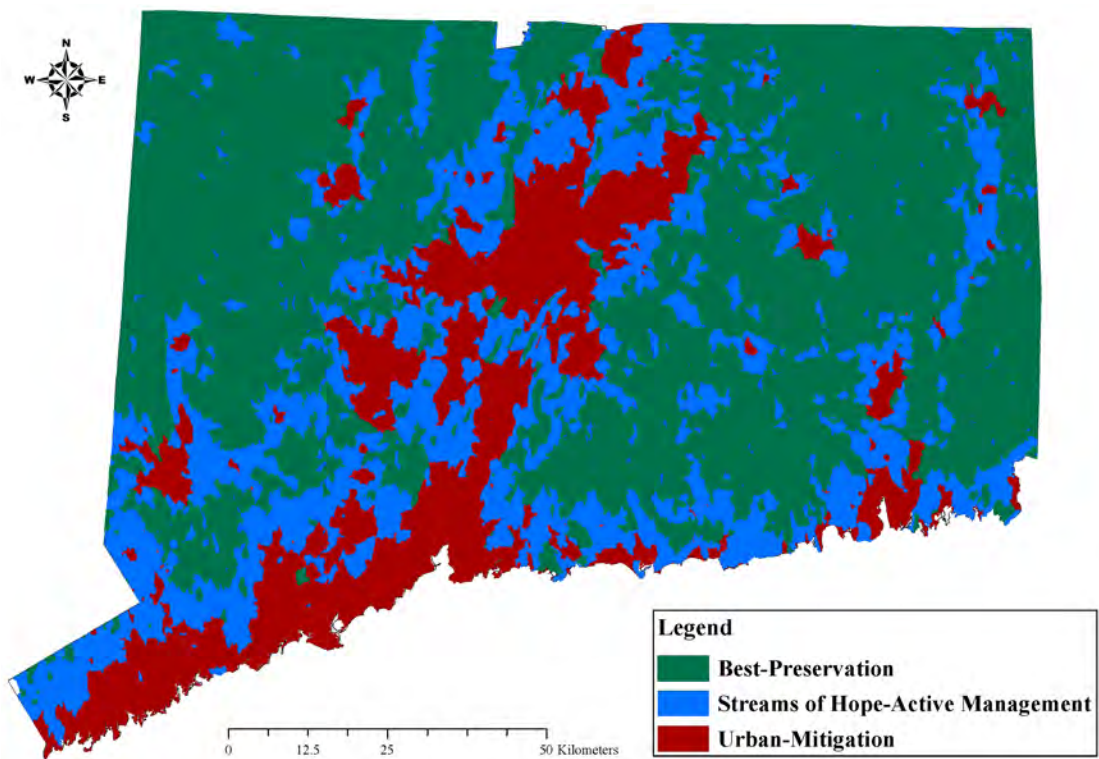 N
W E
S
Legend
Best-Preservation
Streams of Hope-Active Management
Urban-Mitigation
0 12.5 25 50 Kilometers